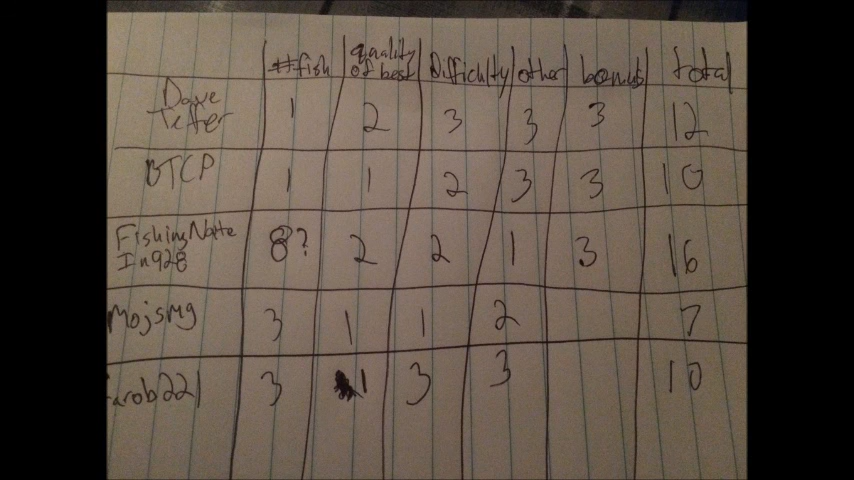 #fish quality of best Difficulty other bonus total
Dave Teffer 1 2 3 3 3 12
BTCP 1 1 2 3 3 10
FishingNate In928 8? 2 2 1 3 16
Mojsmg 3 1 1 2 7
arob221 3 1 3 3 10